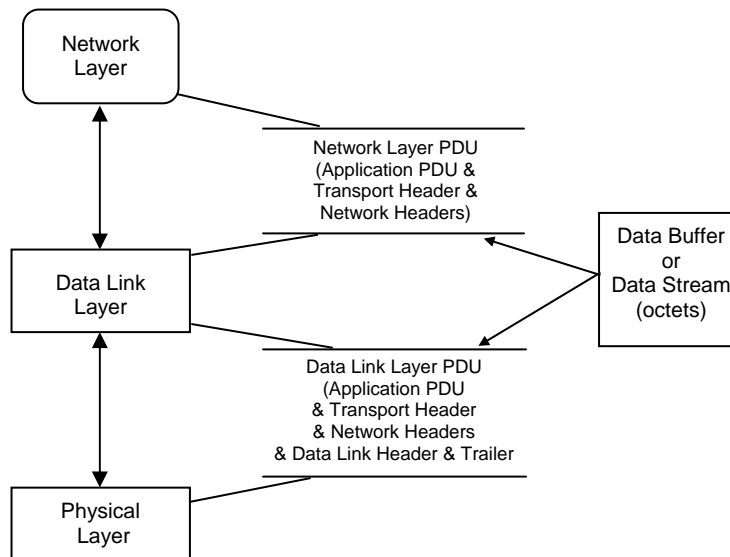 Network
Layer
Network Layer PDU
(Application PDU &
Transport Header &
Network Headers)
Data Buffer
or
Data Stream
(octets)
Data Link
Layer
Data Link Layer PDU
(Application PDU
& Transport Header
& Network Headers
& Data Link Header & Trailer
Physical
Layer